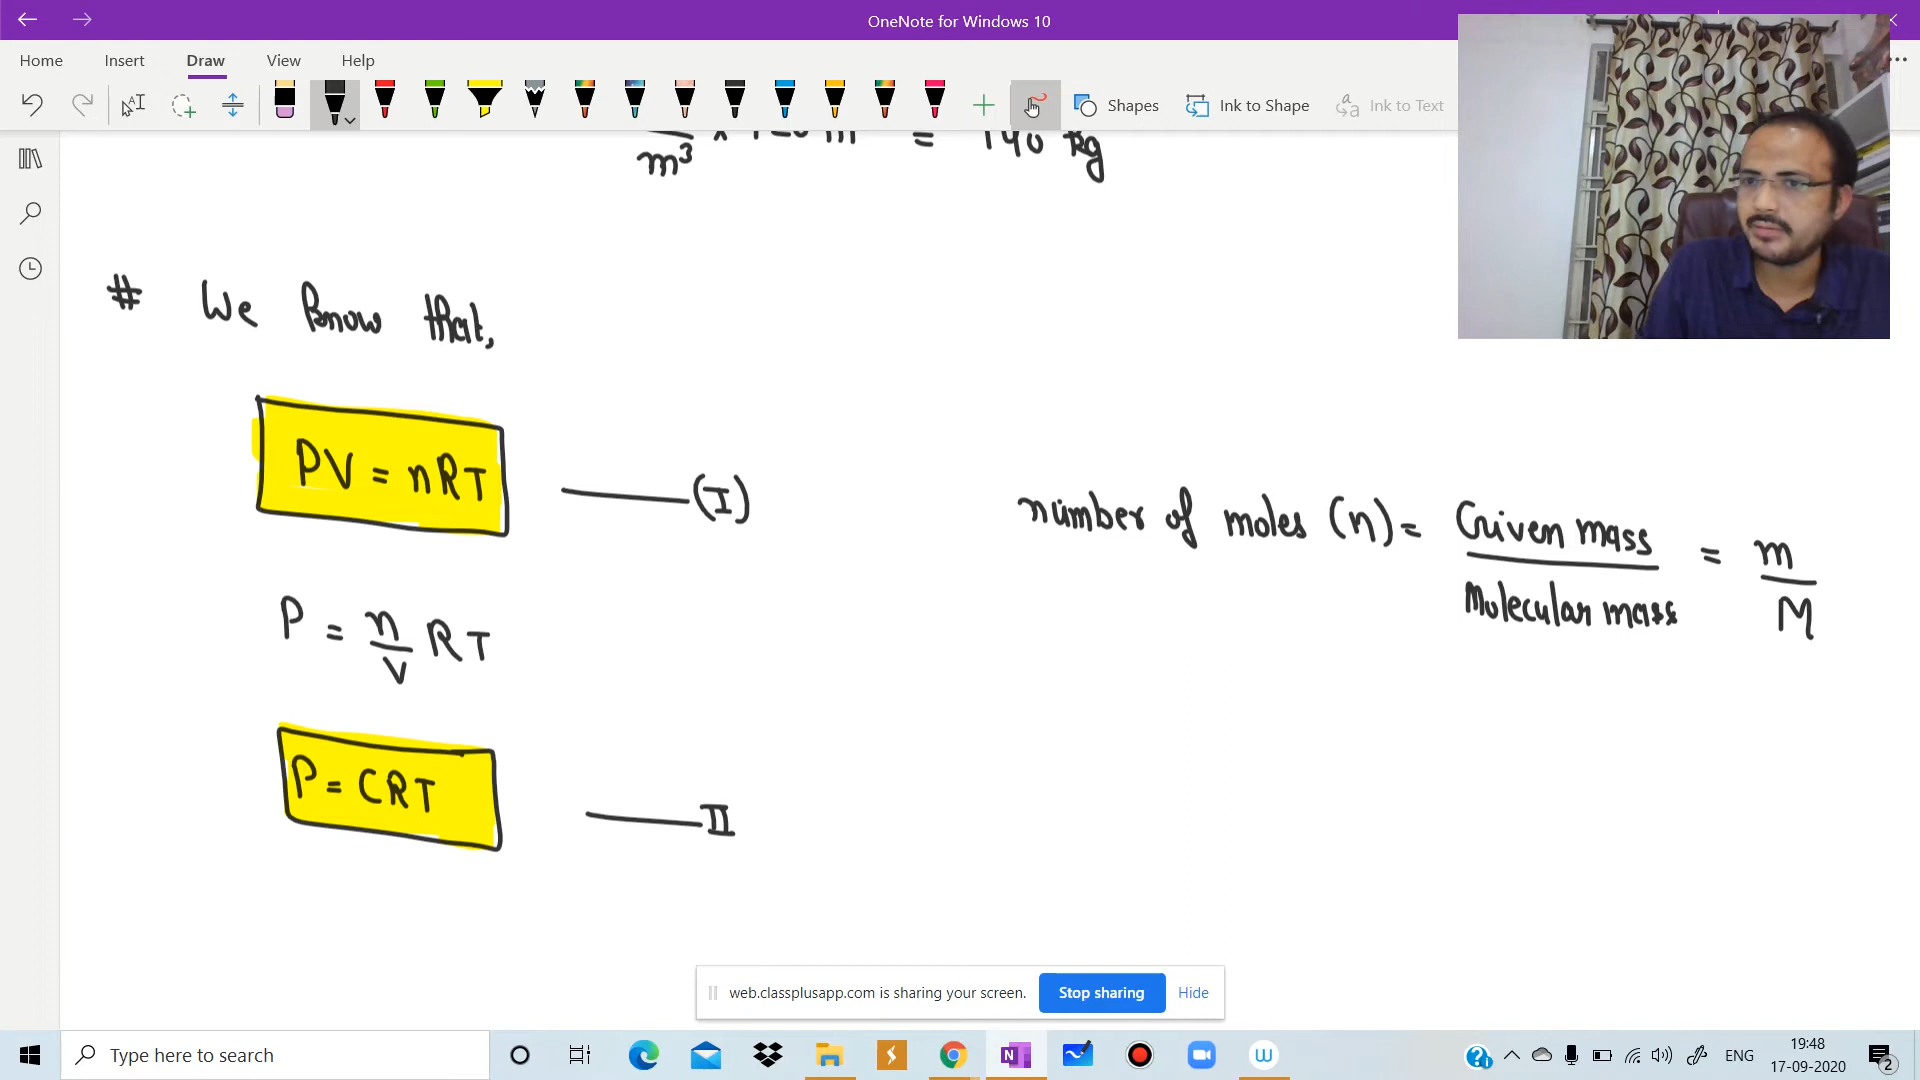 OneNote for Windows 10
Home Insert Draw View Help
Shapes Ink to Shape Ink to Text
m³ = 140 kg
# We know that,
PV = nRT ——— (I)
number of moles (n) = Given mass / Molecular mass = m / M
P = n/V RT
P = CRT ——— II
web.classplusapp.com is sharing your screen. Stop sharing Hide
Type here to search
ENG
19:48
17-09-2020
2